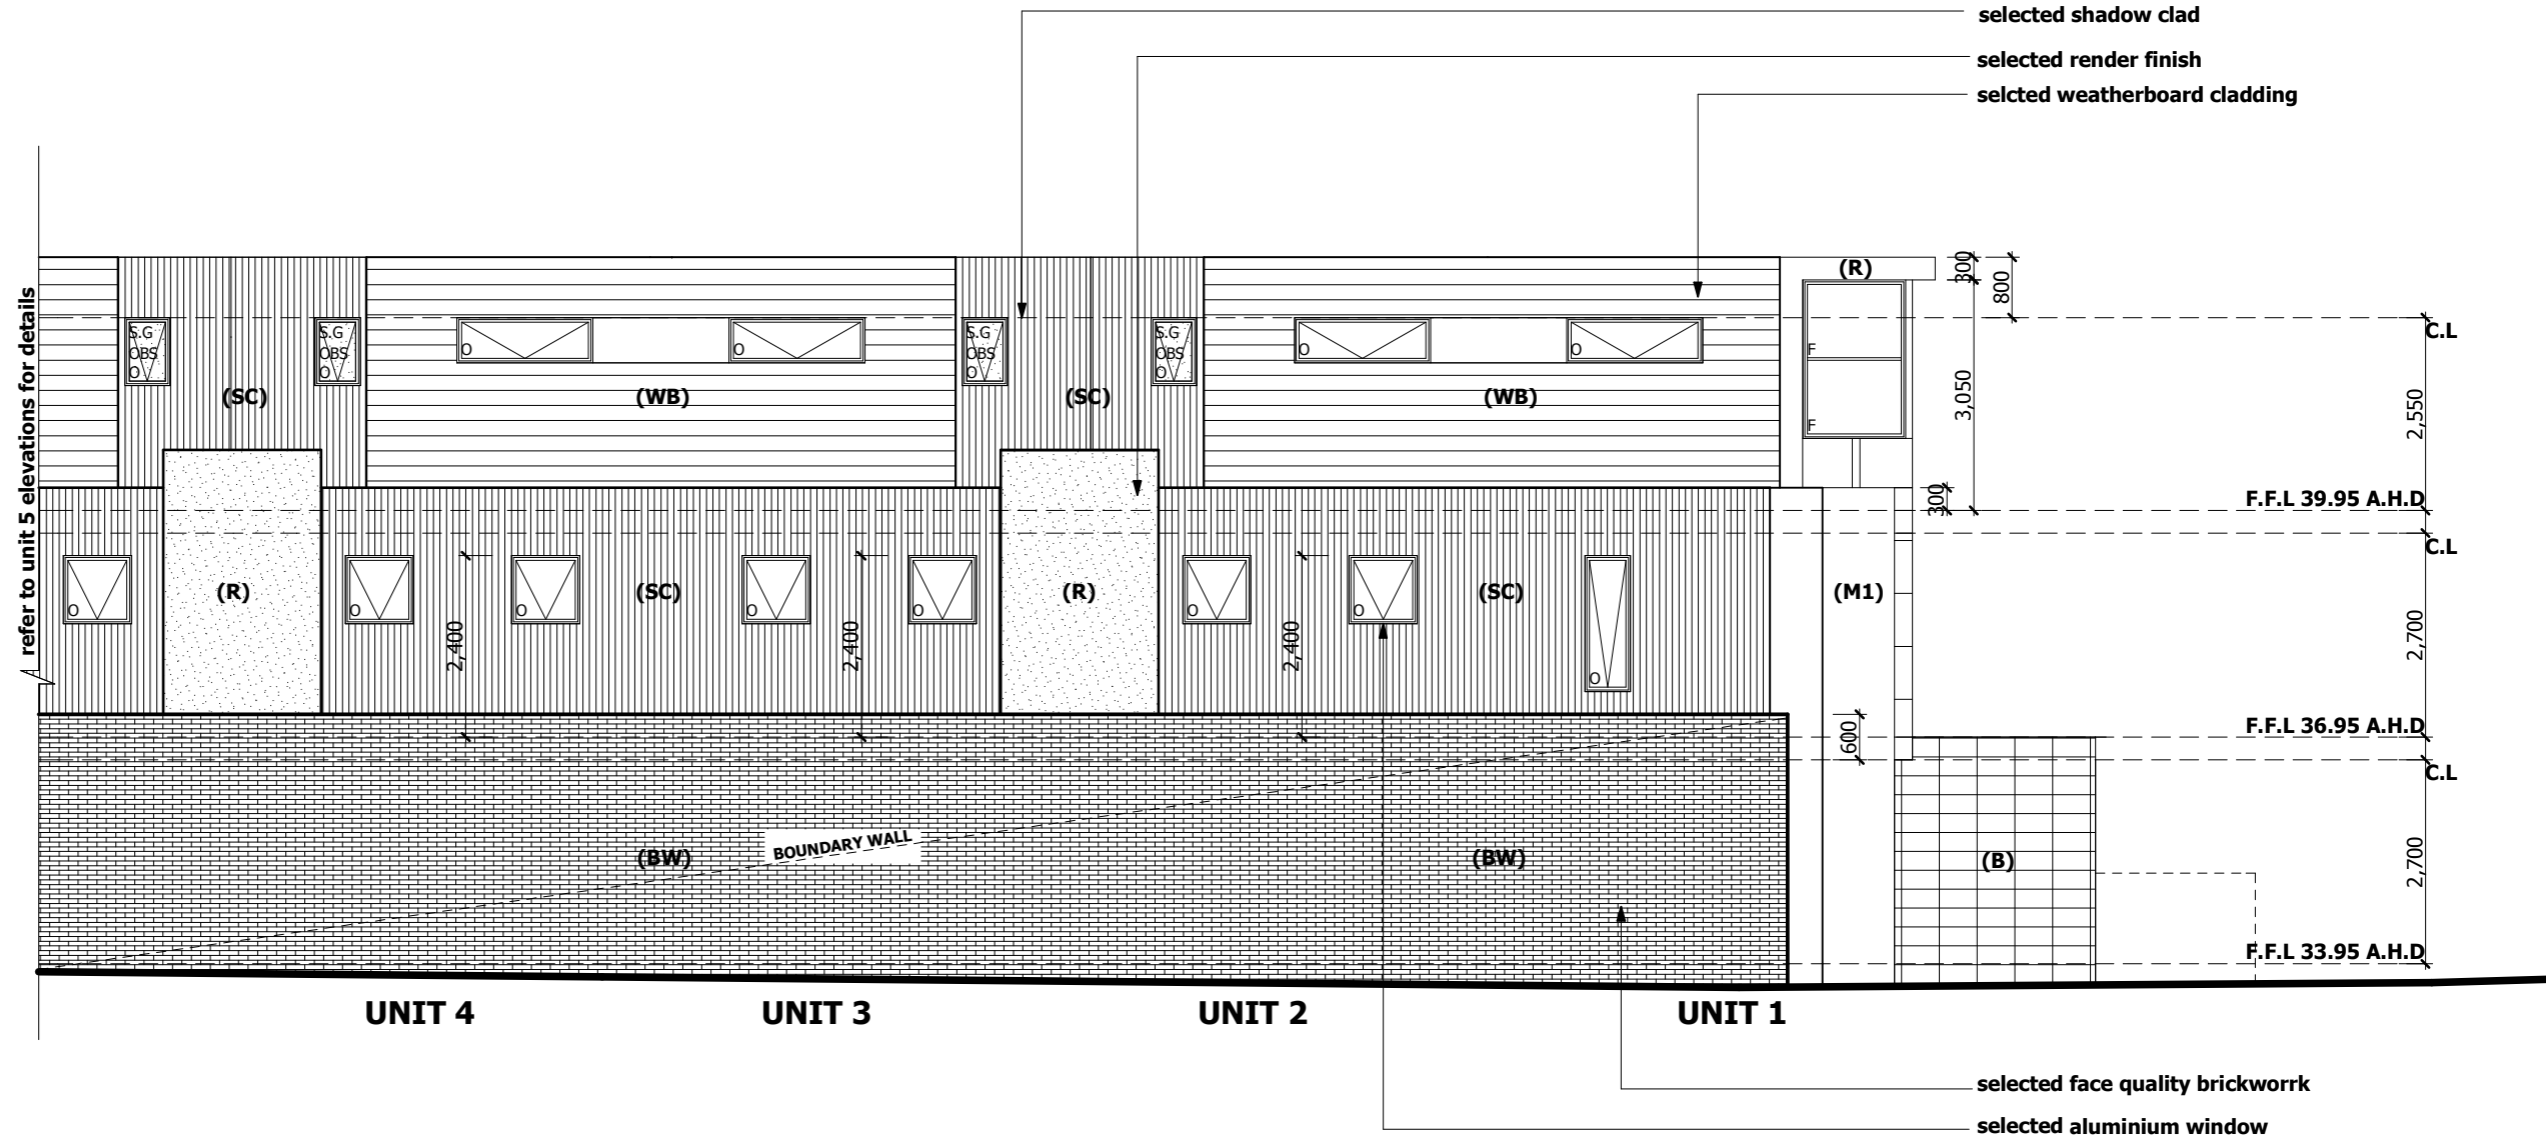 selected shadow clad
selected render finish
selcted weatherboard cladding
refer to unit 5 elevations for details
(R)
300
800
S.G
OBS
O
S.G
OBS
O
O
O
S.G
OBS
O
S.G
OBS
O
O
O
F
F
C.L
(SC)
(WB)
(SC)
(WB)
3,050
2,550
300
F.F.L 39.95 A.H.D
C.L
O
(R)
O
O
(SC)
O
O
(R)
O
O
(SC)
O
(M1)
2,400
2,400
2,400
2,700
600
F.F.L 36.95 A.H.D
C.L
BOUNDARY WALL
(BW)
(BW)
(B)
2,700
F.F.L 33.95 A.H.D
UNIT 4
UNIT 3
UNIT 2
UNIT 1
selected face quality brickworrk
selected aluminium window